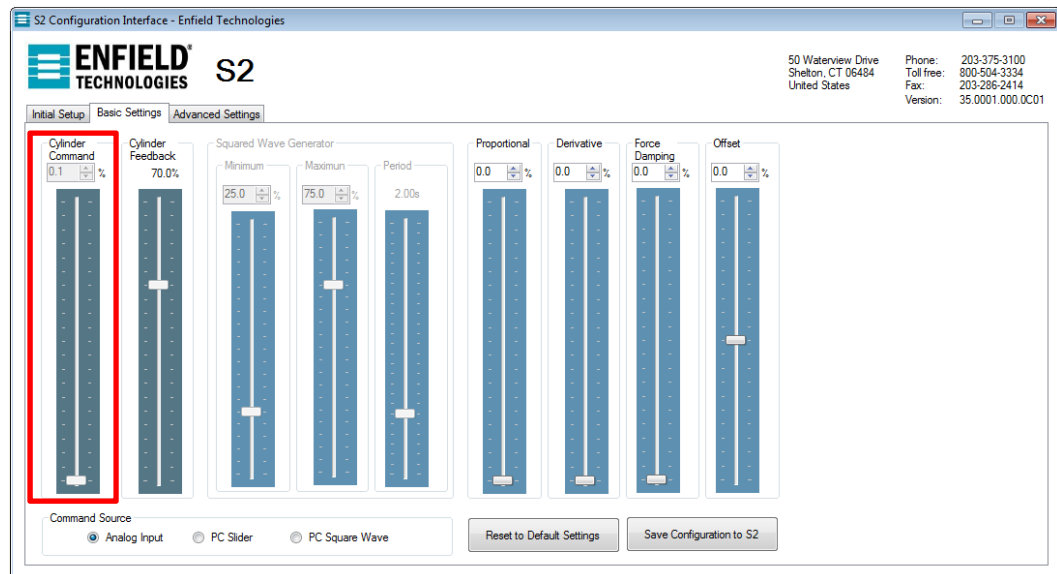 S2 Configuration Interface - Enfield Technologies
ENFIELD®
TECHNOLOGIES
S2
50 Waterview Drive
Shelton, CT 06484
United States
Phone: 203-375-3100
Toll free: 800-504-3334
Fax: 203-286-2414
Version: 35.0001.000.0C01
Initial Setup Basic Settings Advanced Settings
Cylinder Command
0.1 %
Cylinder Feedback
70.0%
Squared Wave Generator
Minimum
25.0 %
Maximun
75.0 %
Period
2.00s
Proportional
0.0 %
Derivative
0.0 %
Force Damping
0.0 %
Offset
0.0 %
Command Source
Analog Input PC Slider PC Square Wave
Reset to Default Settings
Save Configuration to S2